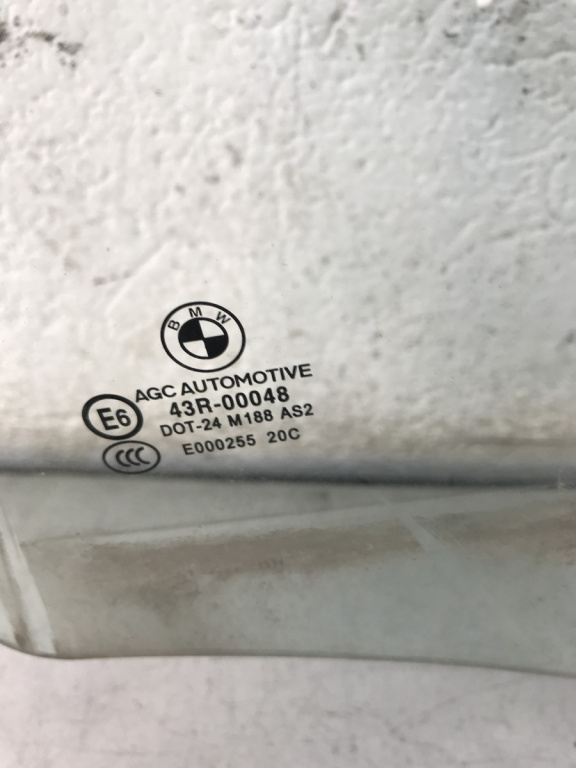 BMW
AGC AUTOMOTIVE
E6 43R-00048
DOT-24 M188 AS2
CCC E000255 20C